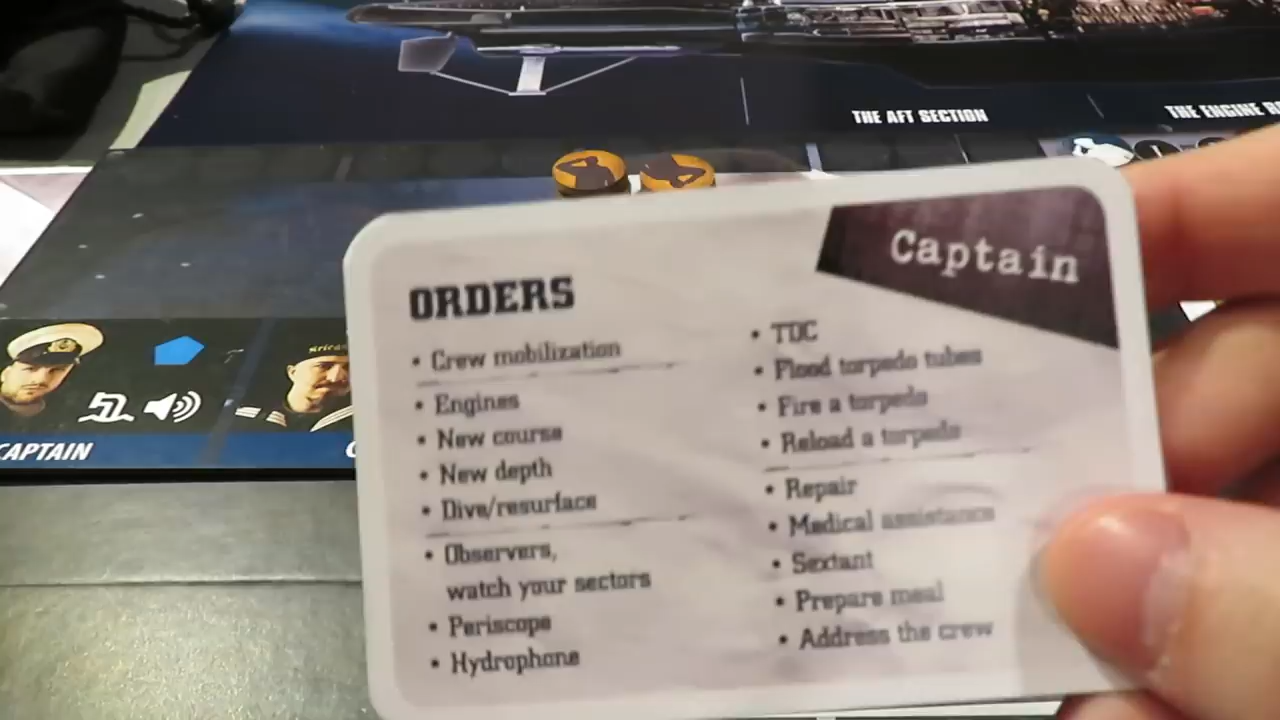 THE AFT SECTION
THE ENGINE
Captain
ORDERS
• Crew mobilization
• Engines
• New course
• New depth
• Dive/resurface
• Observers,
watch your sectors
• Periscope
• Hydrophone
• TDC
• Flood torpedo tubes
• Fire a torpedo
• Reload a torpedo
• Repair
• Medical assistance
• Sextant
• Prepare meal
• Address the crew
CAPTAIN